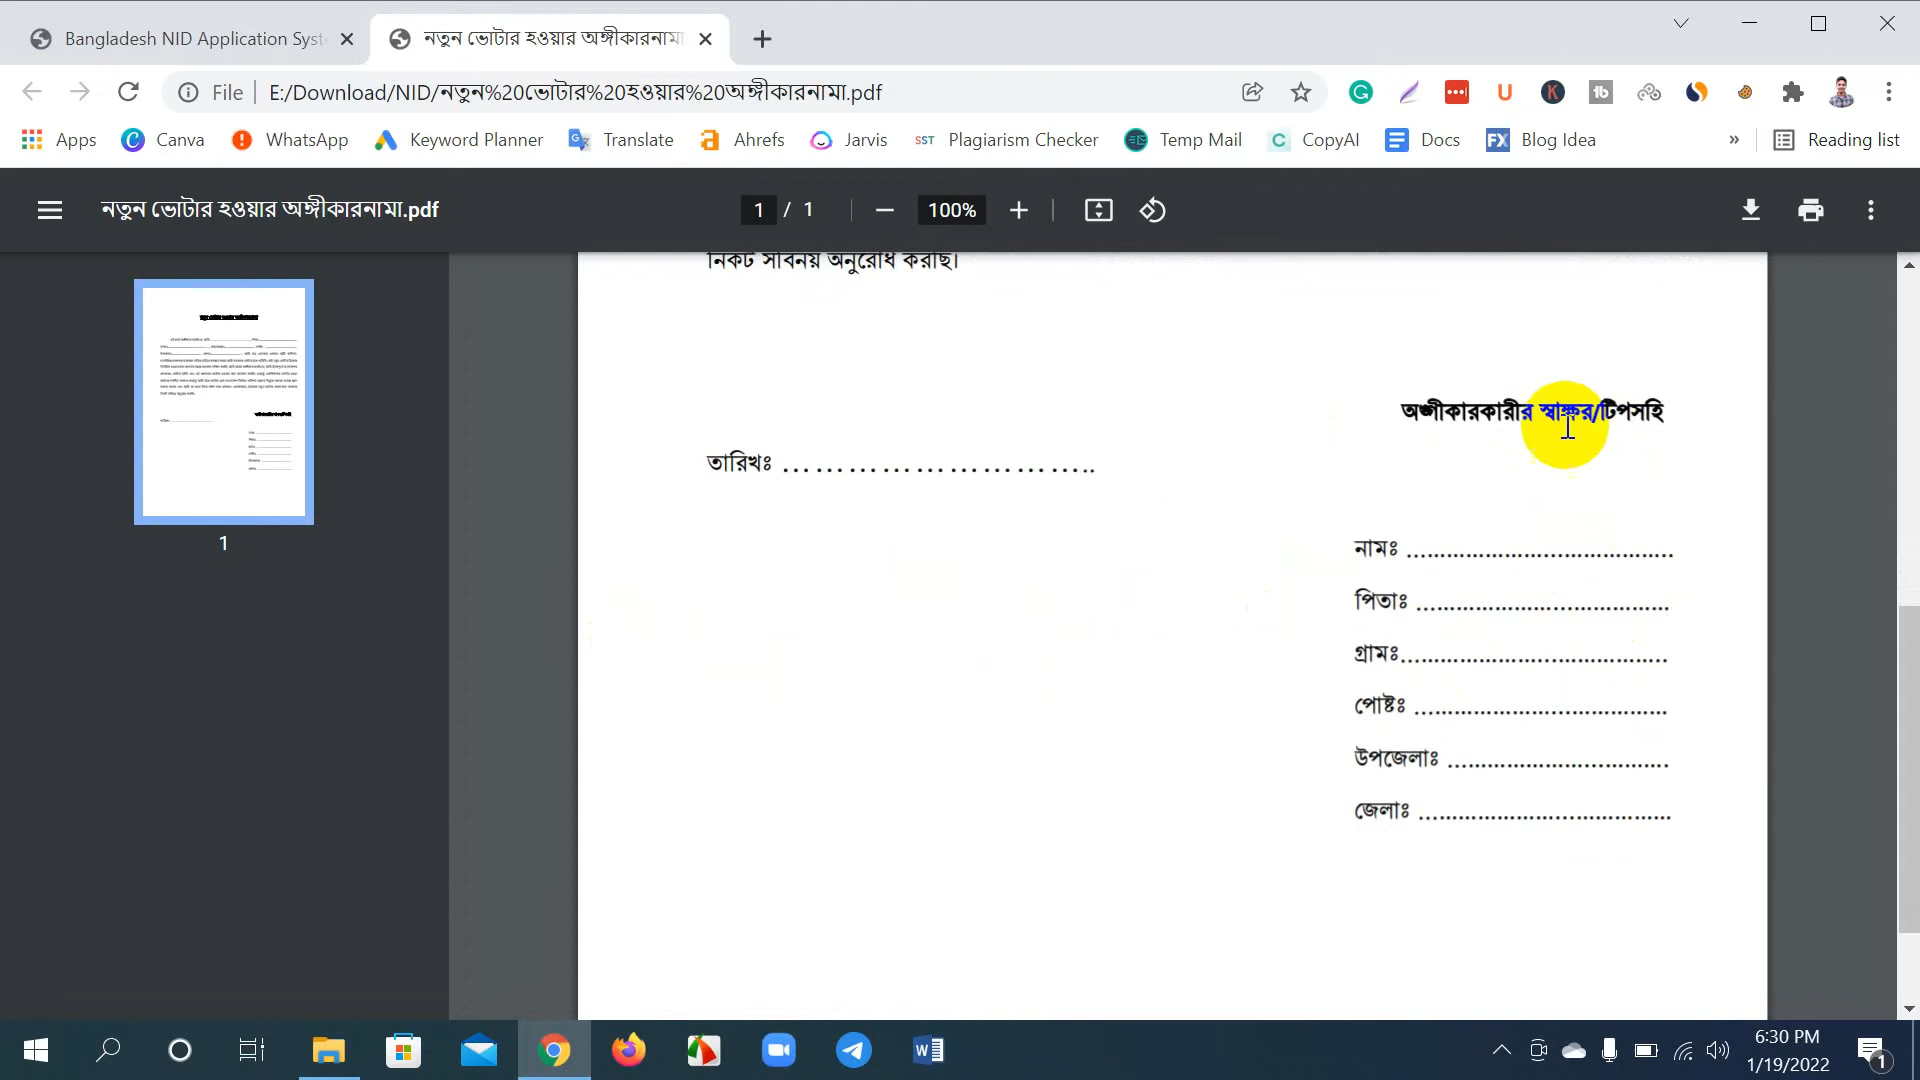 Bangladesh NID Application Syst
নতুন ভোটার হওয়ার অঙ্গীকারনামা
File
E:/Download/NID/নতুন%20ভোটার%20হওয়ার%20অঙ্গীকারনামা.pdf
Apps
Canva
WhatsApp
Keyword Planner
Translate
Ahrefs
Jarvis
SST Plagiarism Checker
Temp Mail
CopyAI
Docs
FX Blog Idea
»
Reading list
নতুন ভোটার হওয়ার অঙ্গীকারনামা.pdf
1 / 1
100%
নিকট সবিনয় অনুরোধ করছি।
অঙ্গীকারকারীর স্বাক্ষর/টিপসহি
তারিখঃ ………………………..
নামঃ ………………………………..
পিতাঃ ………………………………
গ্রামঃ………………………………..
পোষ্টঃ ………………………………
উপজেলাঃ ………………………….
জেলাঃ ………………………………
1
6:30 PM
1/19/2022
1